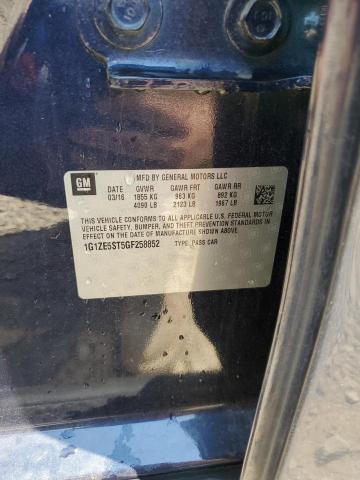 GM
MFD BY GENERAL MOTORS LLC
DATE GVWR GAWR FRT GAWR RR
03/16 1855 KG 963 KG 892 KG
4090 LB 2123 LB 1967 LB
THIS VEHICLE CONFORMS TO ALL APPLICABLE U.S. FEDERAL MOTOR
VEHICLE SAFETY, BUMPER, AND THEFT PREVENTION STANDARDS
IN EFFECT ON THE DATE OF MANUFACTURE SHOWN ABOVE.
1G1ZE5ST5GF258852 TYPE: PASS CAR